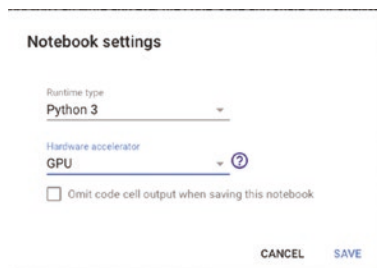 Notebook settings
Runtime type
Python 3
Hardware accelerator
GPU
Omit code cell output when saving this notebook
CANCEL SAVE